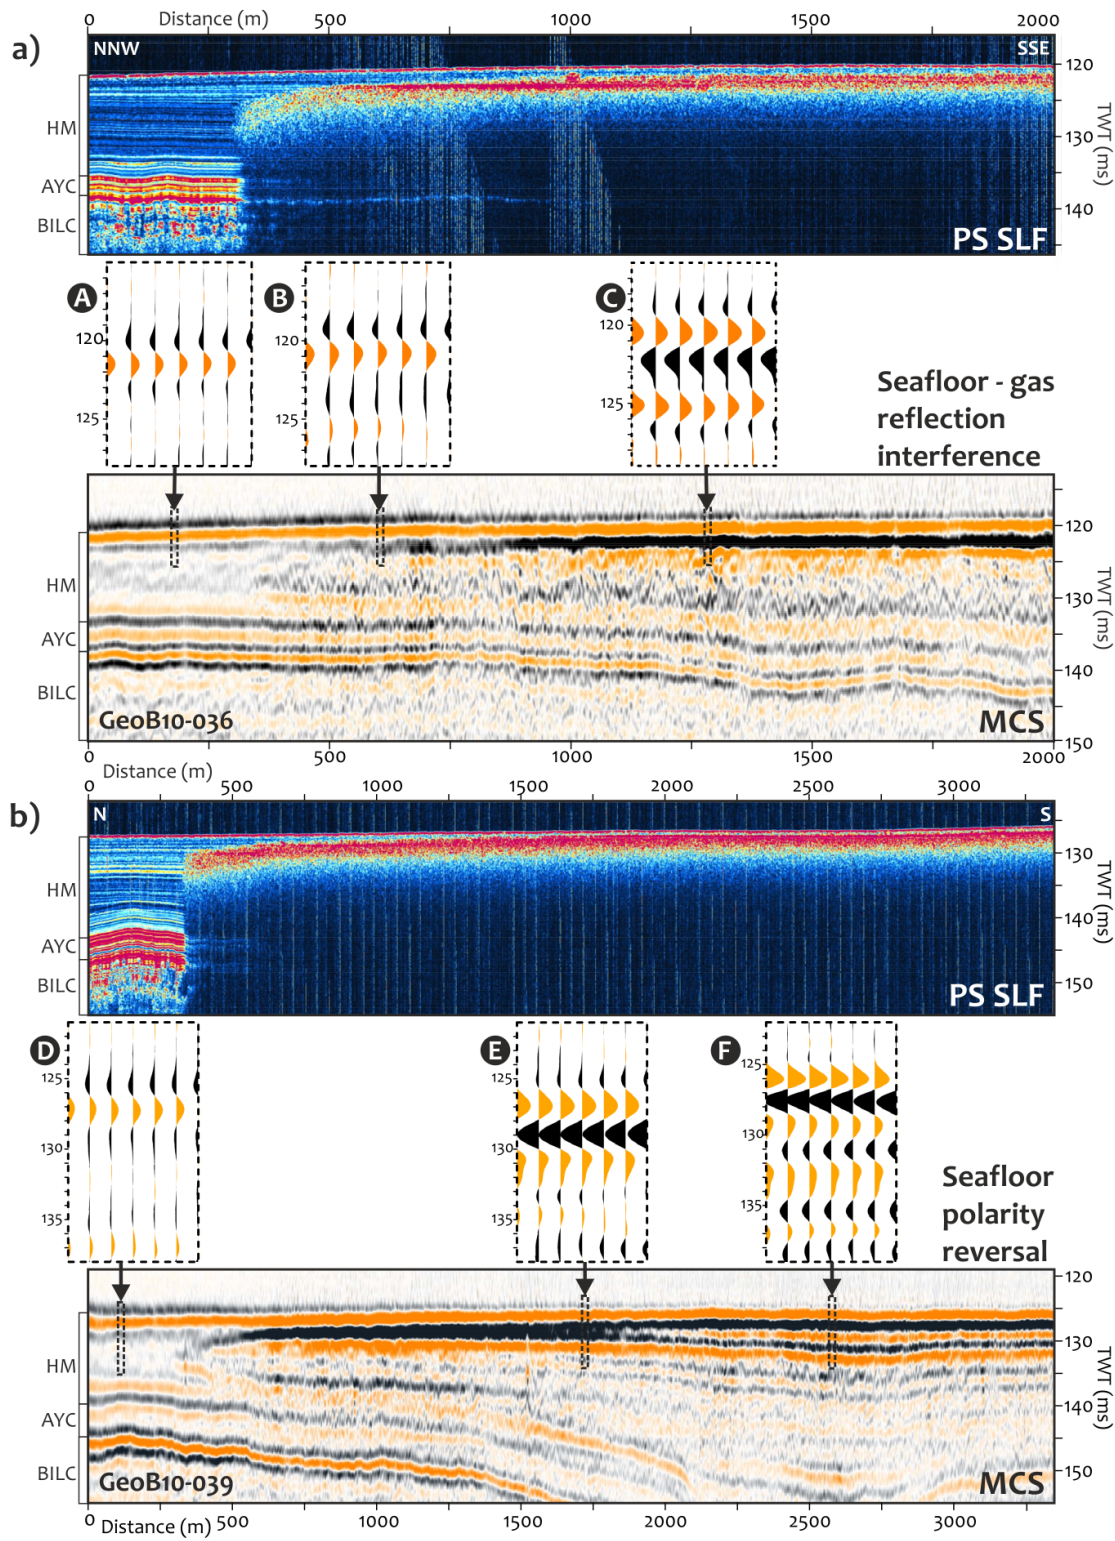 Distance (m) 500 1000 1500 2000
a)
NNW SSE
120
HM
130
TWT (ms)
AYC
BILC
140
PS SLF
A B C
120
125
120
125
120
125
Seafloor - gas
reflection
interference
120
HM
130
TWT (ms)
AYC
140
BILC
GeoB10-036 MCS
150
0 500 1000 1500 2000
Distance (m)
0 500 1000 1500 2000 2500 3000
b)
N S
130
HM
TWT (ms)
140
AYC
BILC
150
PS SLF
D E F
125
130
135
125
130
135
125
130
135
Seafloor
polarity
reversal
120
130
HM
TWT (ms)
140
AYC
BILC
150
GeoB10-039 MCS
0 Distance (m) 500 1000 1500 2000 2500 3000